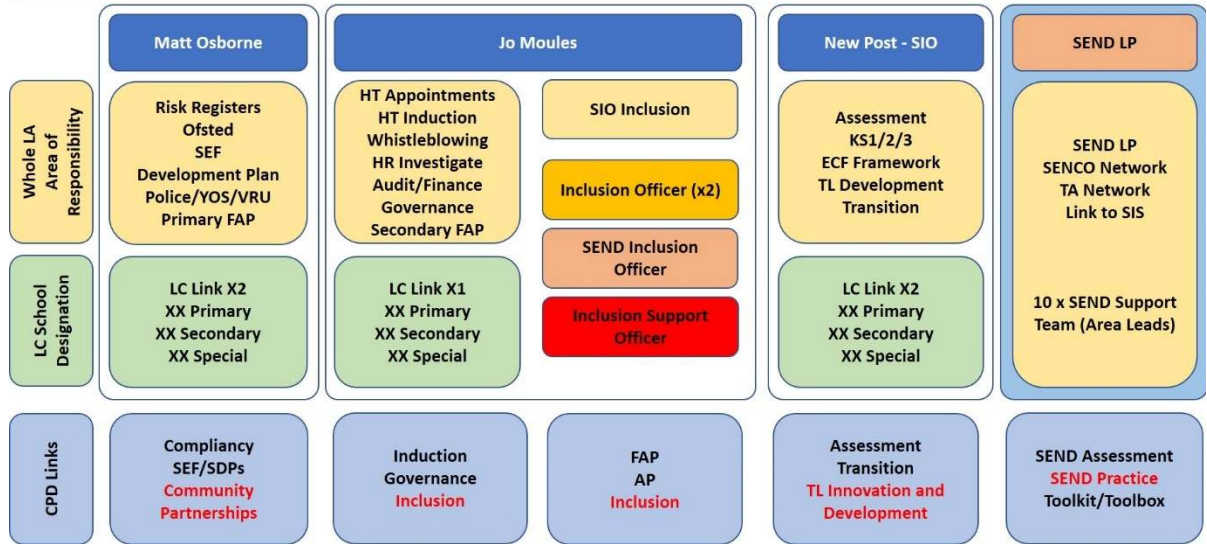 Matt Osborne
Jo Moules
New Post - SIO
SEND LP
Whole LA
Area of
Responsibility
Risk Registers
Ofsted
SEF
Development Plan
Police/YOS/VRU
Primary FAP
HT Appointments
HT Induction
Whistleblowing
HR Investigate
Audit/Finance
Governance
Secondary FAP
SIO Inclusion
Inclusion Officer (x2)
SEND Inclusion
Officer
Inclusion Support
Officer
Assessment
KS1/2/3
ECF Framework
TL Development
Transition
SEND LP
SENCO Network
TA Network
Link to SIS
10 x SEND Support
Team (Area Leads)
LC School
Designation
LC Link X2
XX Primary
XX Secondary
XX Special
LC Link X1
XX Primary
XX Secondary
XX Special
LC Link X2
XX Primary
XX Secondary
XX Special
CPD Links
Compliancy
SEF/SDPs
Community
Partnerships
Induction
Governance
Inclusion
FAP
AP
Inclusion
Assessment
Transition
TL Innovation and
Development
SEND Assessment
SEND Practice
Toolkit/Toolbox